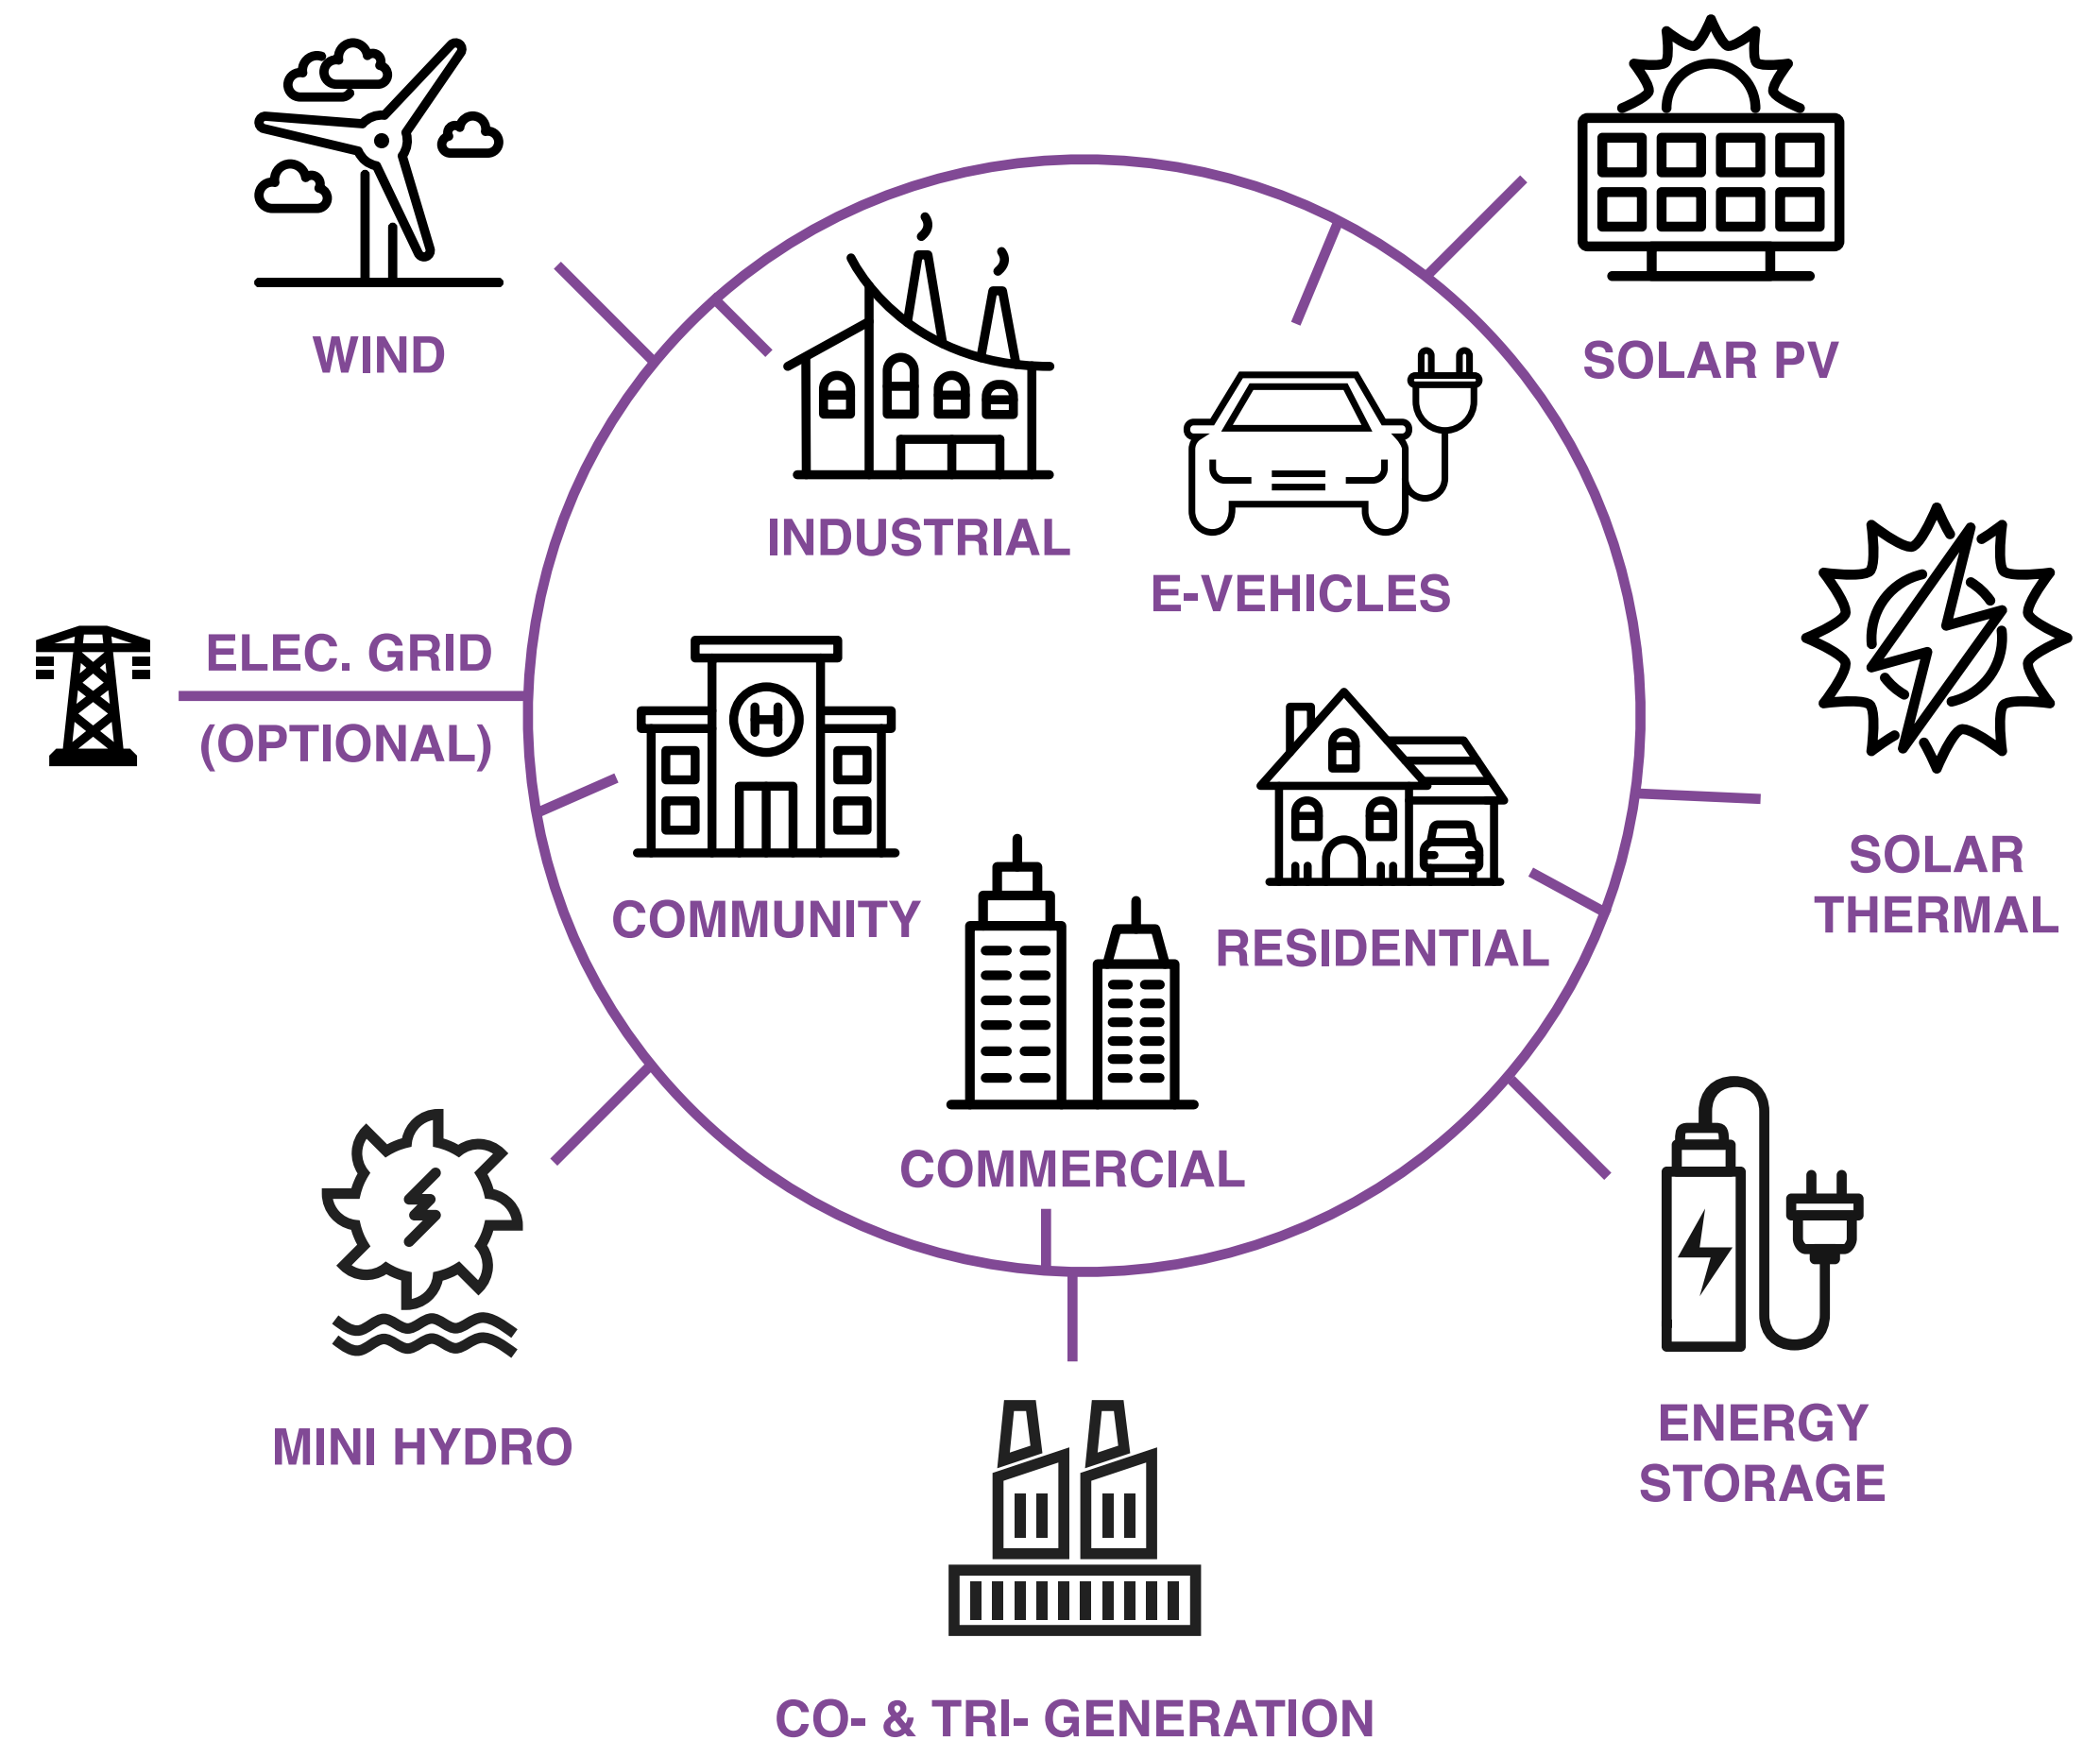 WIND
SOLAR PV
INDUSTRIAL
E-VEHICLES
ELEC. GRID
(OPTIONAL)
H
COMMUNITY
RESIDENTIAL
SOLAR
THERMAL
COMMERCIAL
MINI HYDRO
ENERGY
STORAGE
CO- & TRI- GENERATION